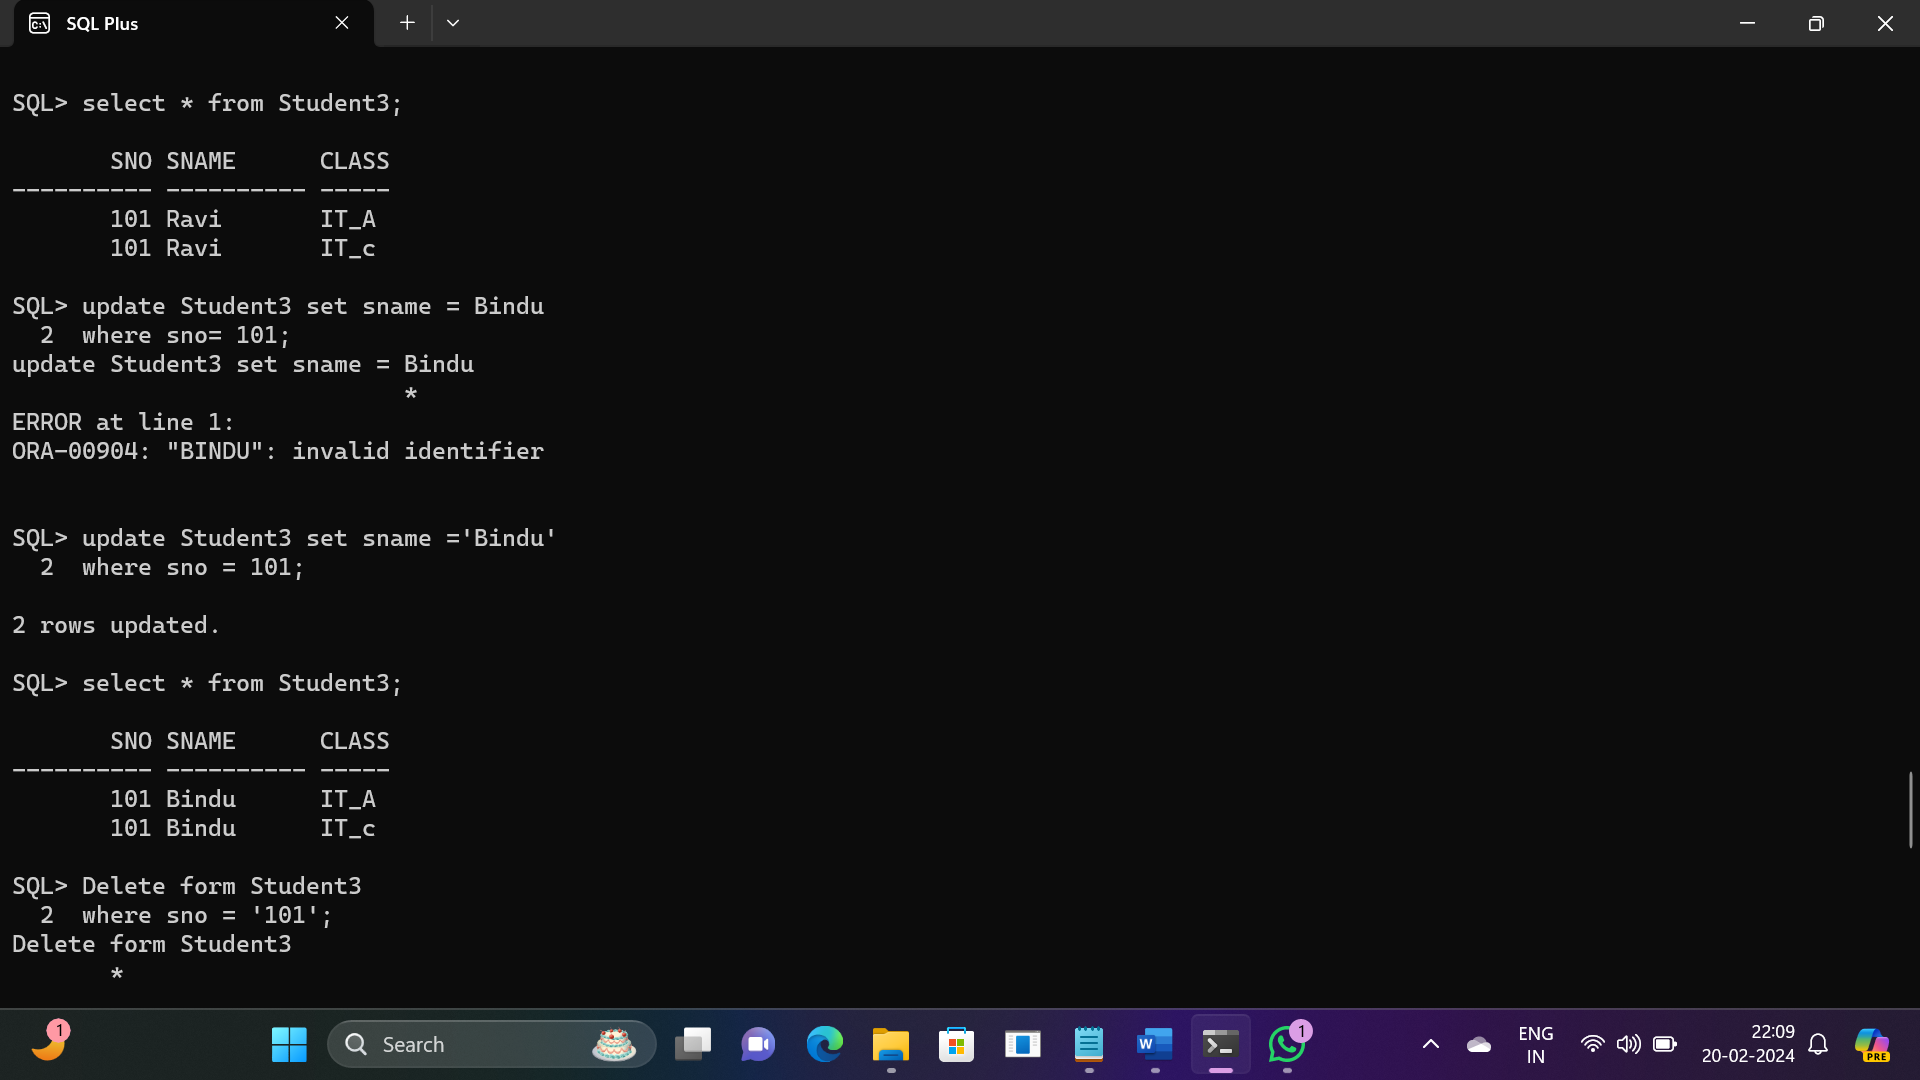 SQL Plus
SQL> select * from Student3;
SNO SNAME CLASS
---------- ---------- -----
101 Ravi IT_A
101 Ravi IT_c
SQL> update Student3 set sname = Bindu
2 where sno= 101;
update Student3 set sname = Bindu
*
ERROR at line 1:
ORA-00904: "BINDU": invalid identifier
SQL> update Student3 set sname ='Bindu'
2 where sno = 101;
2 rows updated.
SQL> select * from Student3;
SNO SNAME CLASS
---------- ---------- -----
101 Bindu IT_A
101 Bindu IT_c
SQL> Delete form Student3
2 where sno = '101';
Delete form Student3
*
1
Search
W
1
ENG
IN
22:09
20-02-2024
PRE